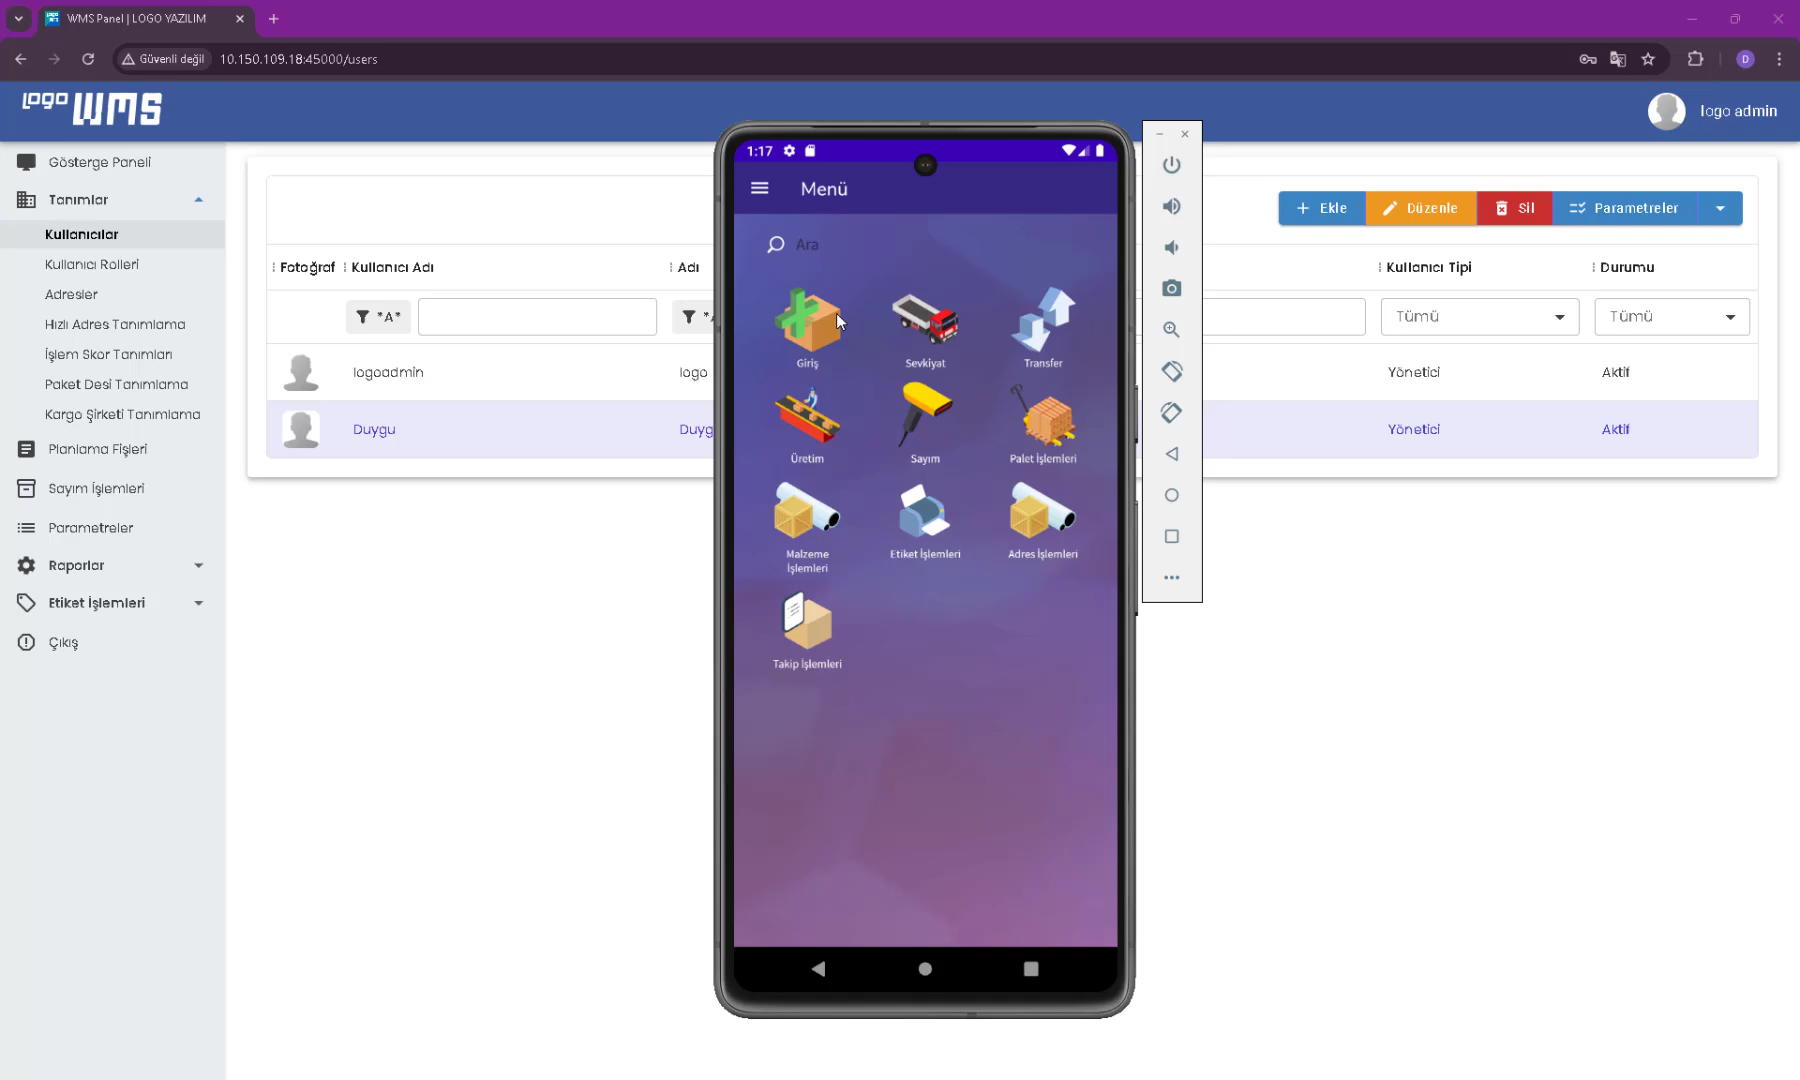 WMS Panel | LOGO YAZILIM
Güvenli değil
10.150.109.18:45000/users
D
LOGO WMS
logo admin
Gösterge Paneli
Tanımlar
Kullanıcılar
Kullanıcı Rolleri
Adresler
Hızlı Adres Tanımlama
İşlem Skor Tanımları
Paket Desi Tanımlama
Kargo Şirketi Tanımlama
Planlama Fişleri
Sayım İşlemleri
Parametreler
Raporlar
Etiket İşlemleri
Çıkış
Ekle
Düzenle
Sil
Parametreler
Fotoğraf
Kullanıcı Adı
Adı
Kullanıcı Tipi
Durumu
*A*
Tümü
Tümü
logoadmin
logo
Yönetici
Aktif
Duygu
Duyg
Yönetici
Aktif
1:17
Menü
Ara
Giriş
Sevkiyat
Transfer
Üretim
Sayım
Palet İşlemleri
Malzeme
İşlemleri
Etiket İşlemleri
Adres İşlemleri
Takip İşlemleri